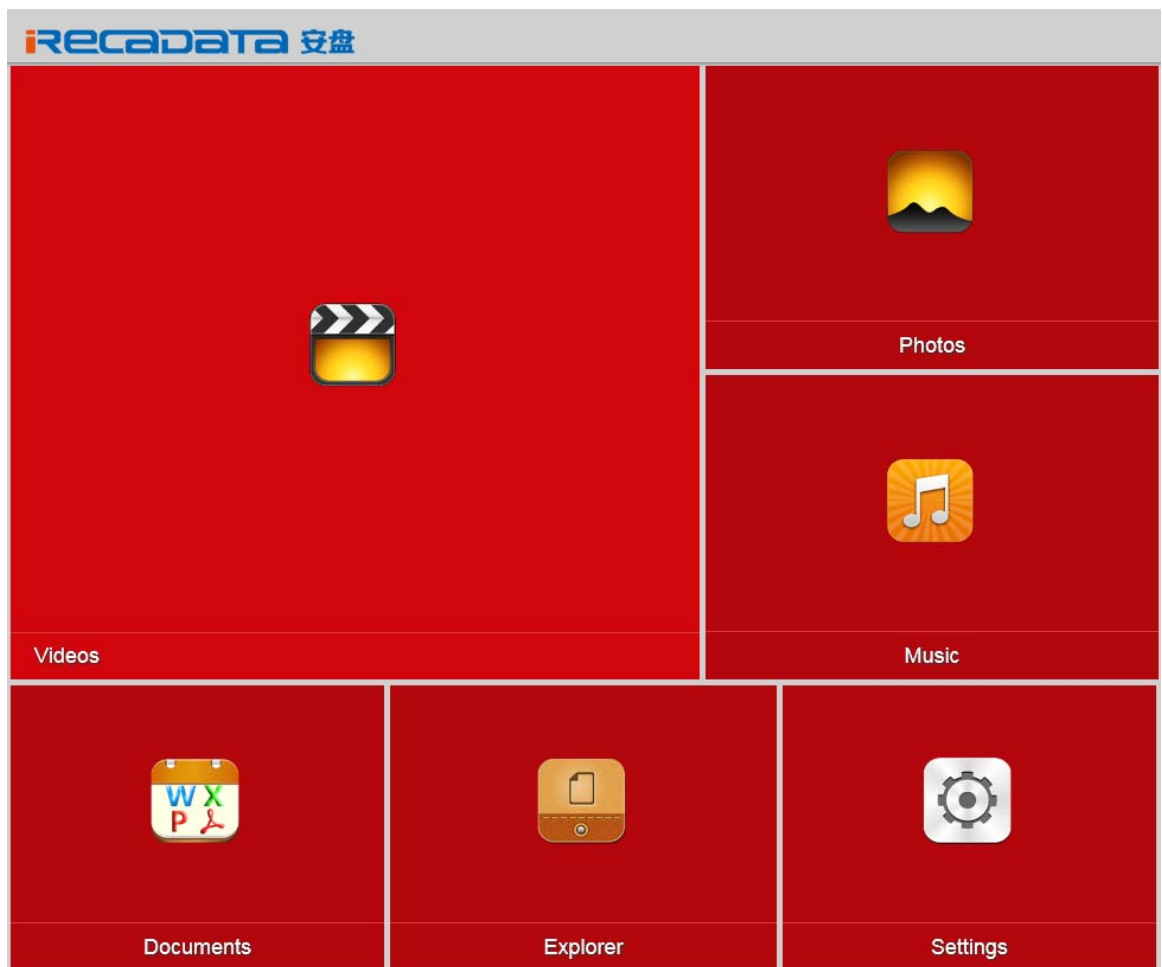 iRecadata 安盘
Photos
Videos
Music
W X
P
Documents
Explorer
Settings